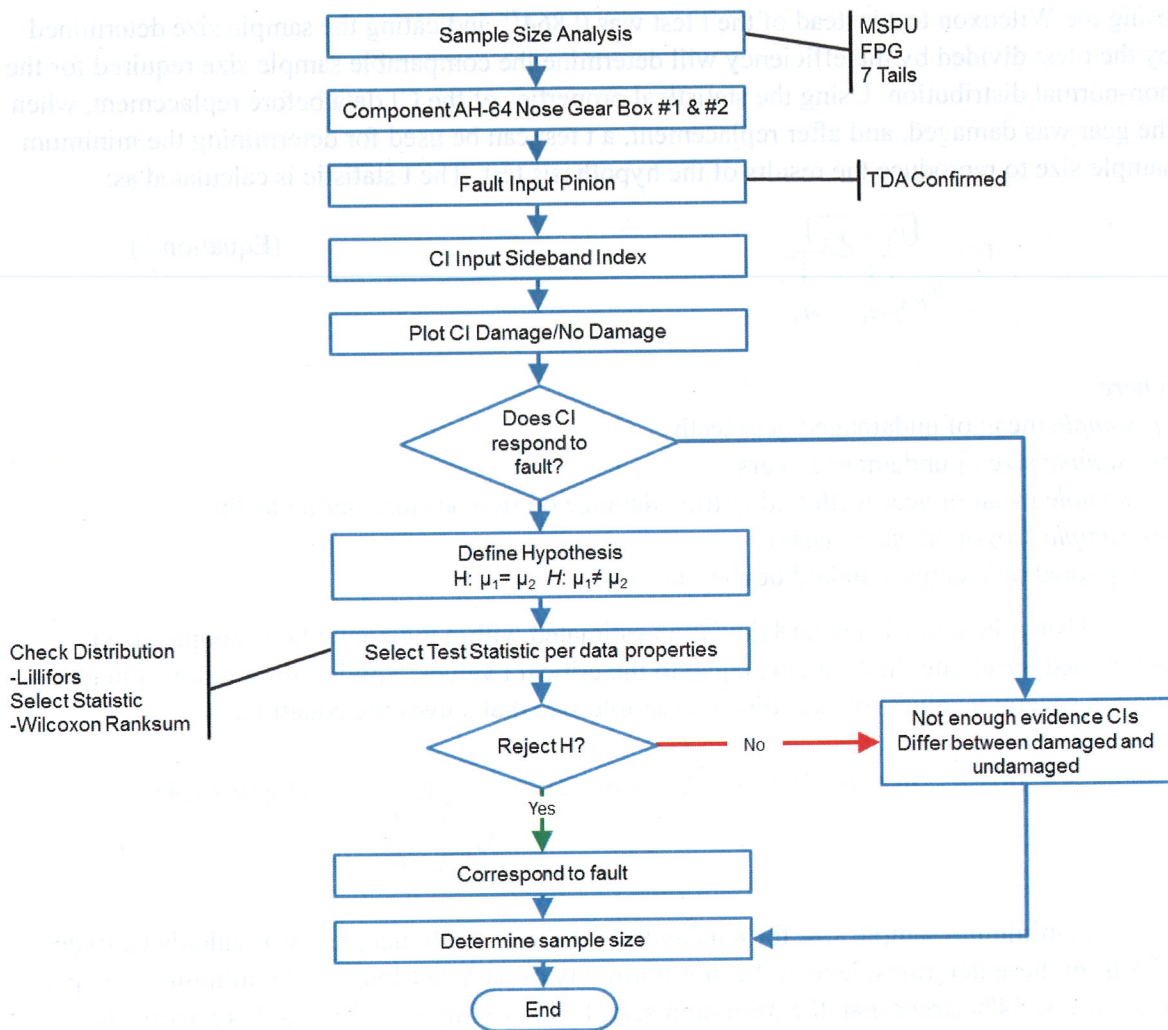 Sample Size Analysis
MSPU
FPG
7 Tails
Component AH-64 Nose Gear Box #1 & #2
Fault Input Pinion
TDA Confirmed
CI Input Sideband Index
Plot CI Damage/No Damage
Does CI
respond to
fault?
Define Hypothesis
H: μ₁= μ₂ H: μ₁≠ μ₂
Select Test Statistic per data properties
Check Distribution
-Lillifors
Select Statistic
-Wilcoxon Ranksum
Reject H?
No
Not enough evidence CIs
Differ between damaged and
undamaged
Yes
Correspond to fault
Determine sample size
End